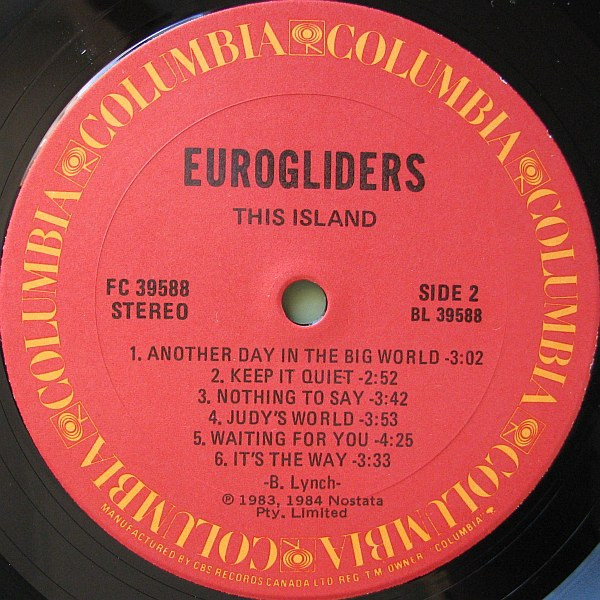 COLUMBIA COLUMBIA COLUMBIA COLUMBIA COLUMBIA COLUMBIA
EUROGLIDERS
THIS ISLAND
FC 39588
STEREO
SIDE 2
BL 39588
1. ANOTHER DAY IN THE BIG WORLD -3:02
2. KEEP IT QUIET -2:52
3. NOTHING TO SAY -3:42
4. JUDY'S WORLD -3:53
5. WAITING FOR YOU -4:25
6. IT'S THE WAY -3:33
-B. Lynch-
℗ 1983, 1984 Nostata
Pty. Limited
MANUFACTURED BY CBS RECORDS CANADA LTD REG. T.M. OWNER "COLUMBIA"